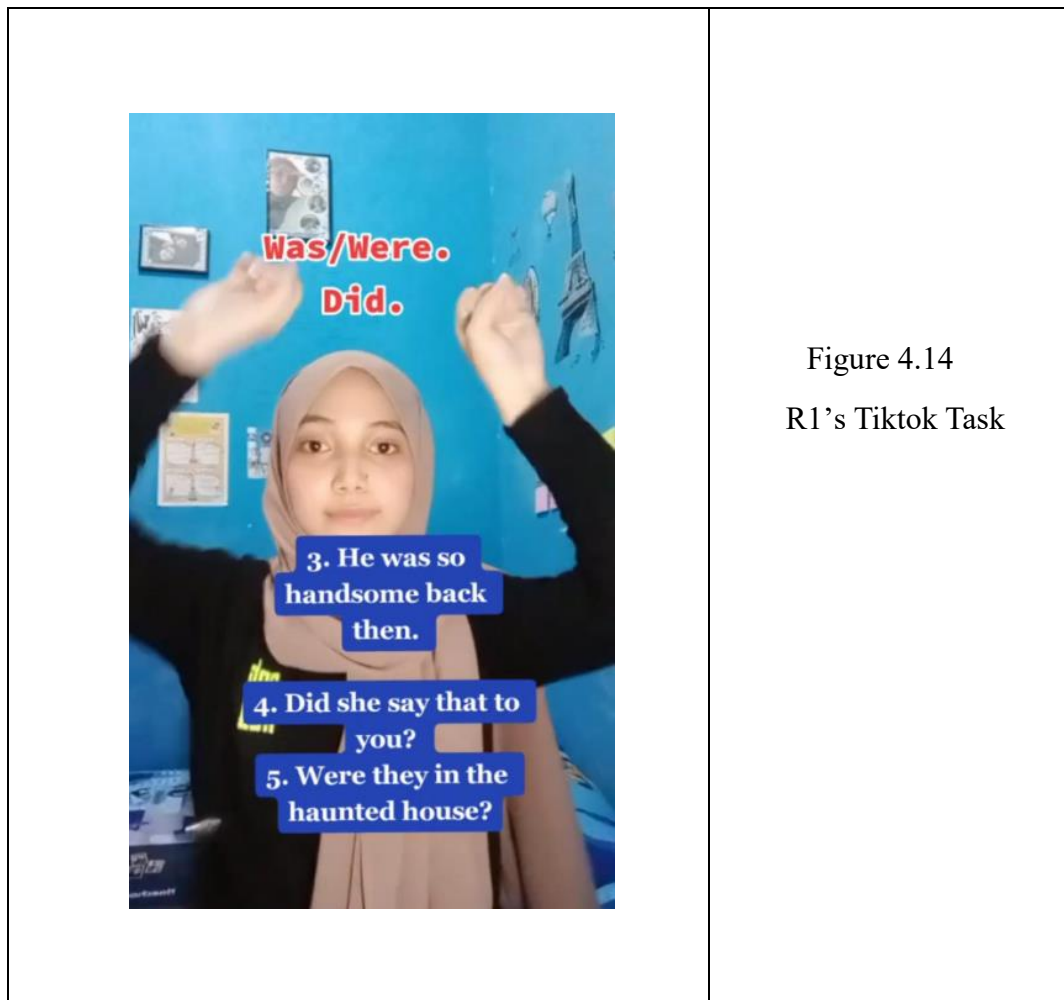 Was/Were.
Did.
3. He was so
handsome back
then.
4. Did she say that to
you?
5. Were they in the
haunted house?
Figure 4.14
R1’s Tiktok Task